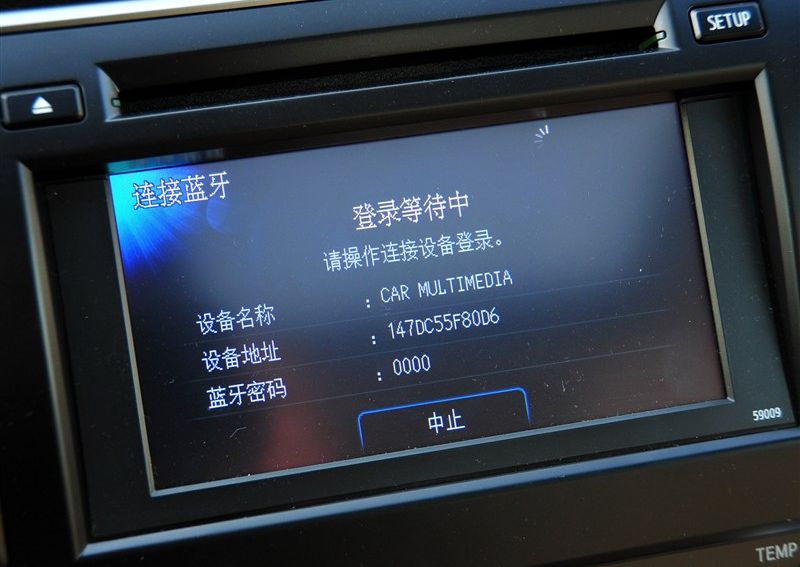 SETUP
连接蓝牙
登录等待中
请操作连接设备登录。
设备名称 : CAR MULTIMEDIA
设备地址 : 147DC55F80D6
蓝牙密码 : 0000
中止
59009
TEMP